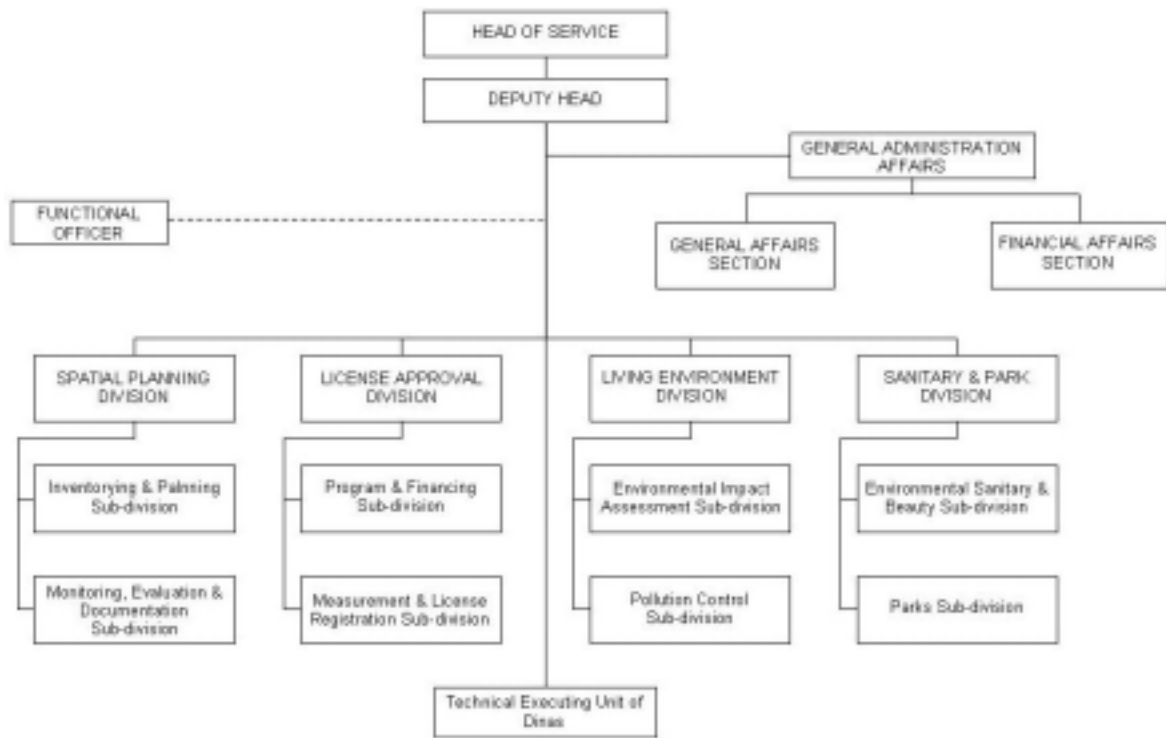 HEAD OF SERVICE
DEPUTY HEAD
GENERAL ADMINISTRATION
AFFAIRS
FUNCTIONAL
OFFICER
GENERAL AFFAIRS
SECTION
FINANCIAL AFFAIRS
SECTION
SPATIAL PLANNING
DIVISION
LICENSE APPROVAL
DIVISION
LIVING ENVIRONMENT
DIVISION
SANITARY & PARK
DIVISION
Inventorying & Palnning
Sub-division
Program & Financing
Sub-division
Environmental Impact
Assessment Sub-division
Environmental Sanitary &
Beauty Sub-division
Monitoring, Evaluation &
Documentation
Sub-division
Measurement & License
Registration Sub-division
Pollution Control
Sub-division
Parks Sub-division
Technical Executing Unit of
Dinas